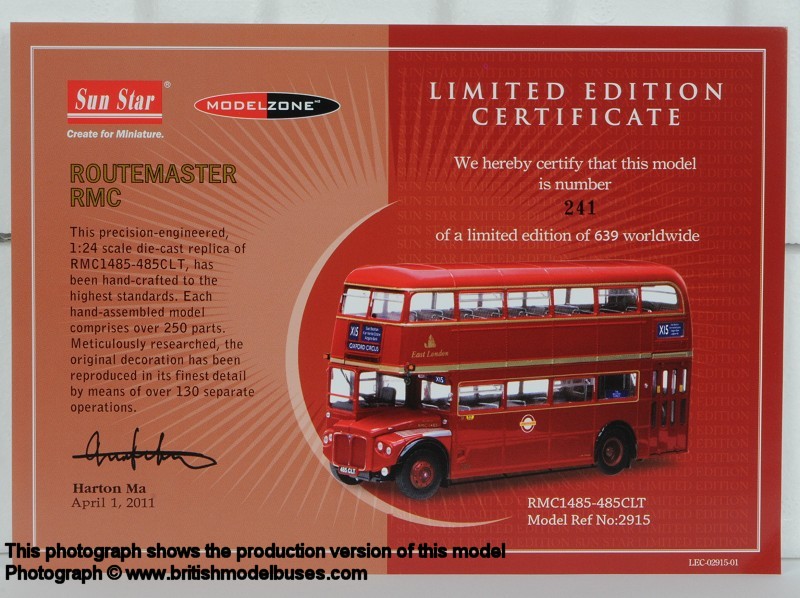 Sun Star®
Create for Miniature.
MODELZONE
LIMITED EDITION
CERTIFICATE
ROUTEMASTER
RMC
This precision-engineered,
1:24 scale die-cast replica of
RMC1485-485CLT, has
been hand-crafted to the
highest standards. Each
hand-assembled model
comprises over 250 parts.
Meticulously researched, the
original decoration has been
reproduced in its finest detail
by means of over 130 separate
operations.
Harton Ma
April 1, 2011
We hereby certify that this model
is number
241
of a limited edition of 639 worldwide
X15
OXFORD CIRCUS
East London
X15
X15
485 CLT
RMC1485-485CLT
Model Ref No:2915
LEC-02915-01
This photograph shows the production version of this model
Photograph © www.britishmodelbuses.com